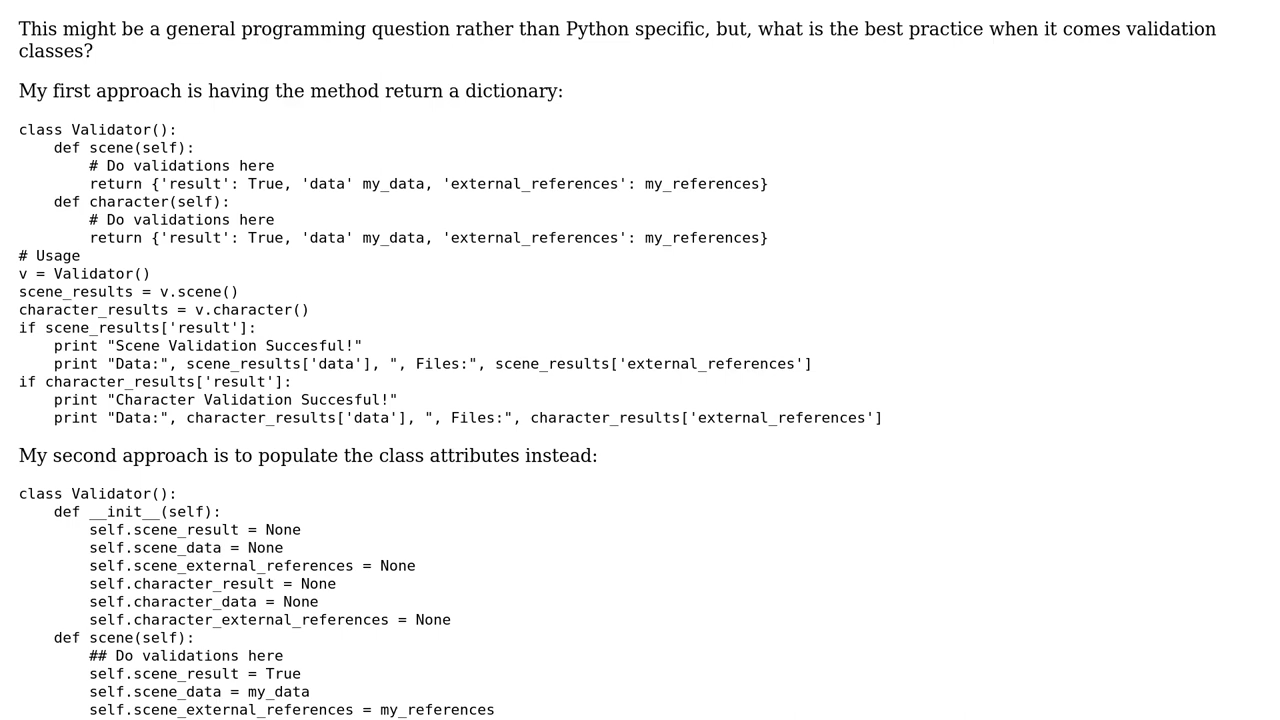 This might be a general programming question rather than Python specific, but, what is the best practice when it comes validation
classes?
My first approach is having the method return a dictionary:
class Validator():
    def scene(self):
        # Do validations here
        return {'result': True, 'data' my_data, 'external_references': my_references}
    def character(self):
        # Do validations here
        return {'result': True, 'data' my_data, 'external_references': my_references}
# Usage
v = Validator()
scene_results = v.scene()
character_results = v.character()
if scene_results['result']:
    print "Scene Validation Succesful!"
    print "Data:", scene_results['data'], ", Files:", scene_results['external_references']
if character_results['result']:
    print "Character Validation Succesful!"
    print "Data:", character_results['data'], ", Files:", character_results['external_references']
My second approach is to populate the class attributes instead:
class Validator():
    def __init__(self):
        self.scene_result = None
        self.scene_data = None
        self.scene_external_references = None
        self.character_result = None
        self.character_data = None
        self.character_external_references = None
    def scene(self):
        ## Do validations here
        self.scene_result = True
        self.scene_data = my_data
        self.scene_external_references = my_references